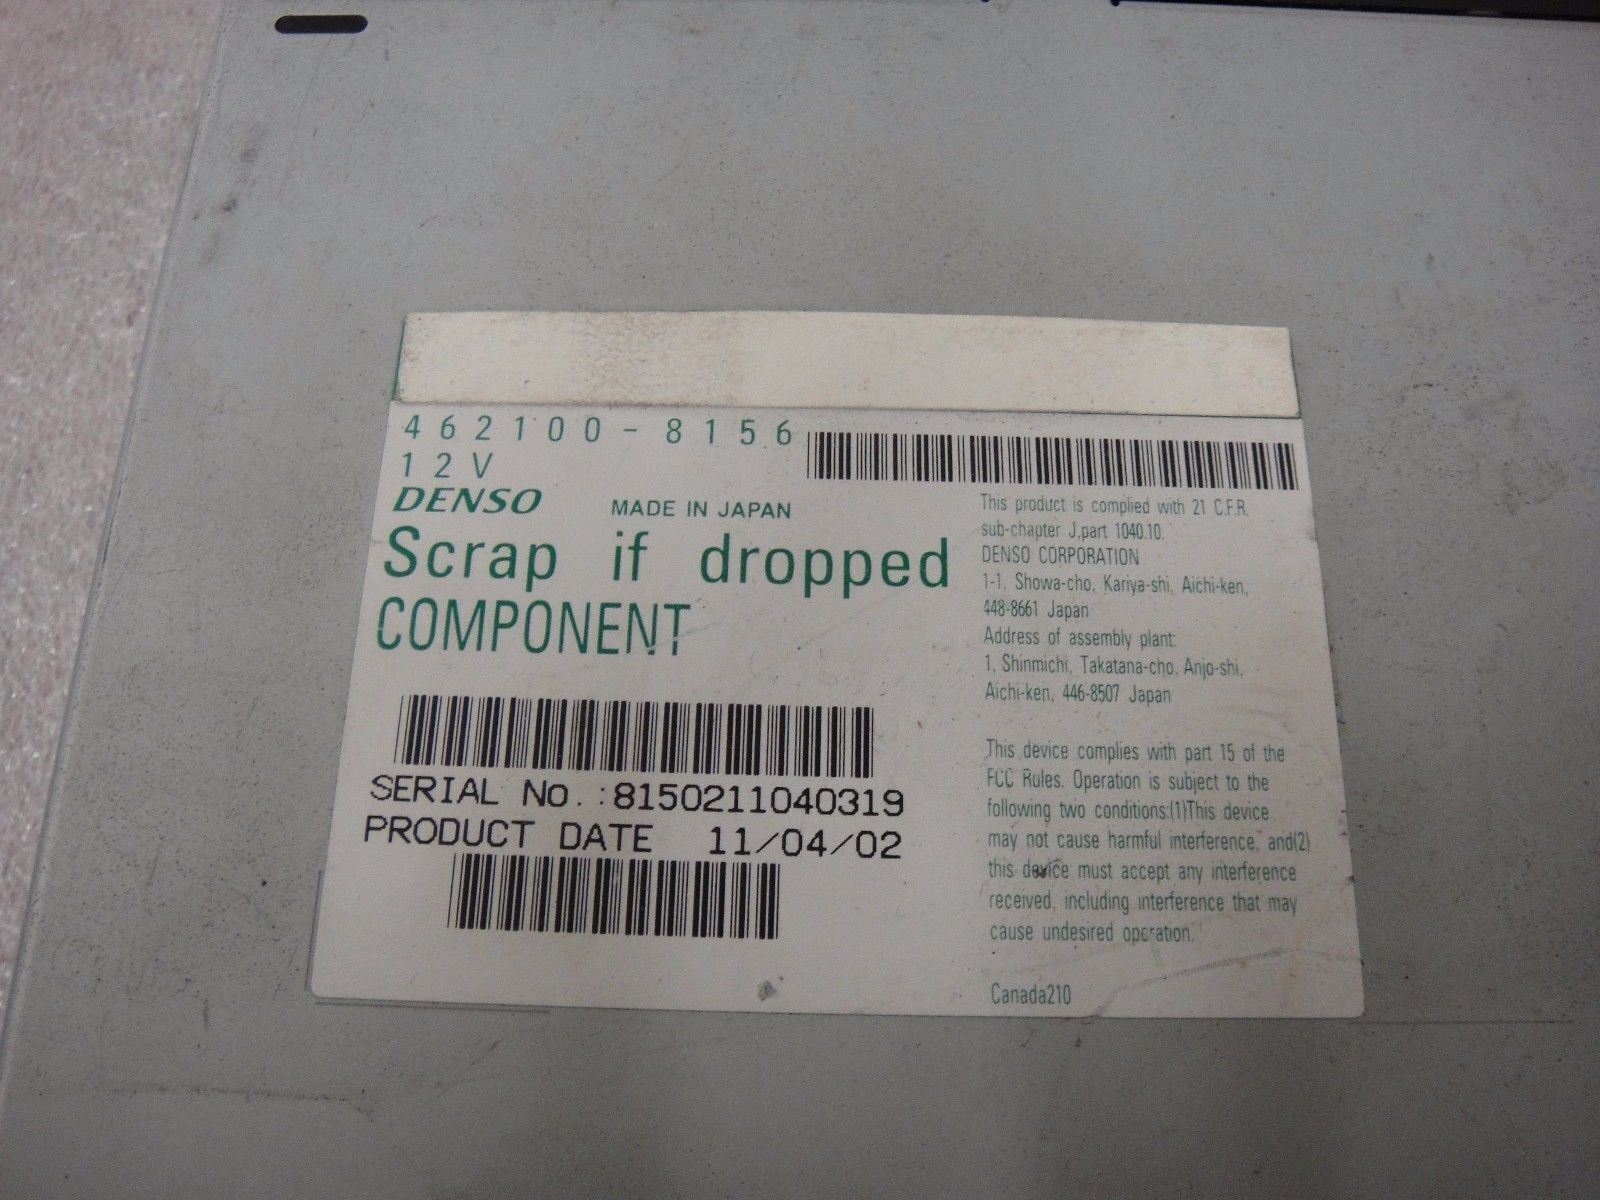 462100-8156
12V
DENSO MADE IN JAPAN
Scrap if dropped
COMPONENT
SERIAL No.:8150211040319
PRODUCT DATE 11/04/02
This product is complied with 21 C.F.R.
sub-chapter J,part 1040.10.
DENSO CORPORATION
1-1, Showa-cho, Kariya-shi, Aichi-ken,
448-8661 Japan
Address of assembly plant:
1, Shinmichi, Takatana-cho, Anjo-shi,
Aichi-ken, 446-8507 Japan
This device complies with part 15 of the
FCC Rules. Operation is subject to the
following two conditions:(1)This device
may not cause harmful interference, and(2)
this device must accept any interference
received, including interference that may
cause undesired operation.
Canada210